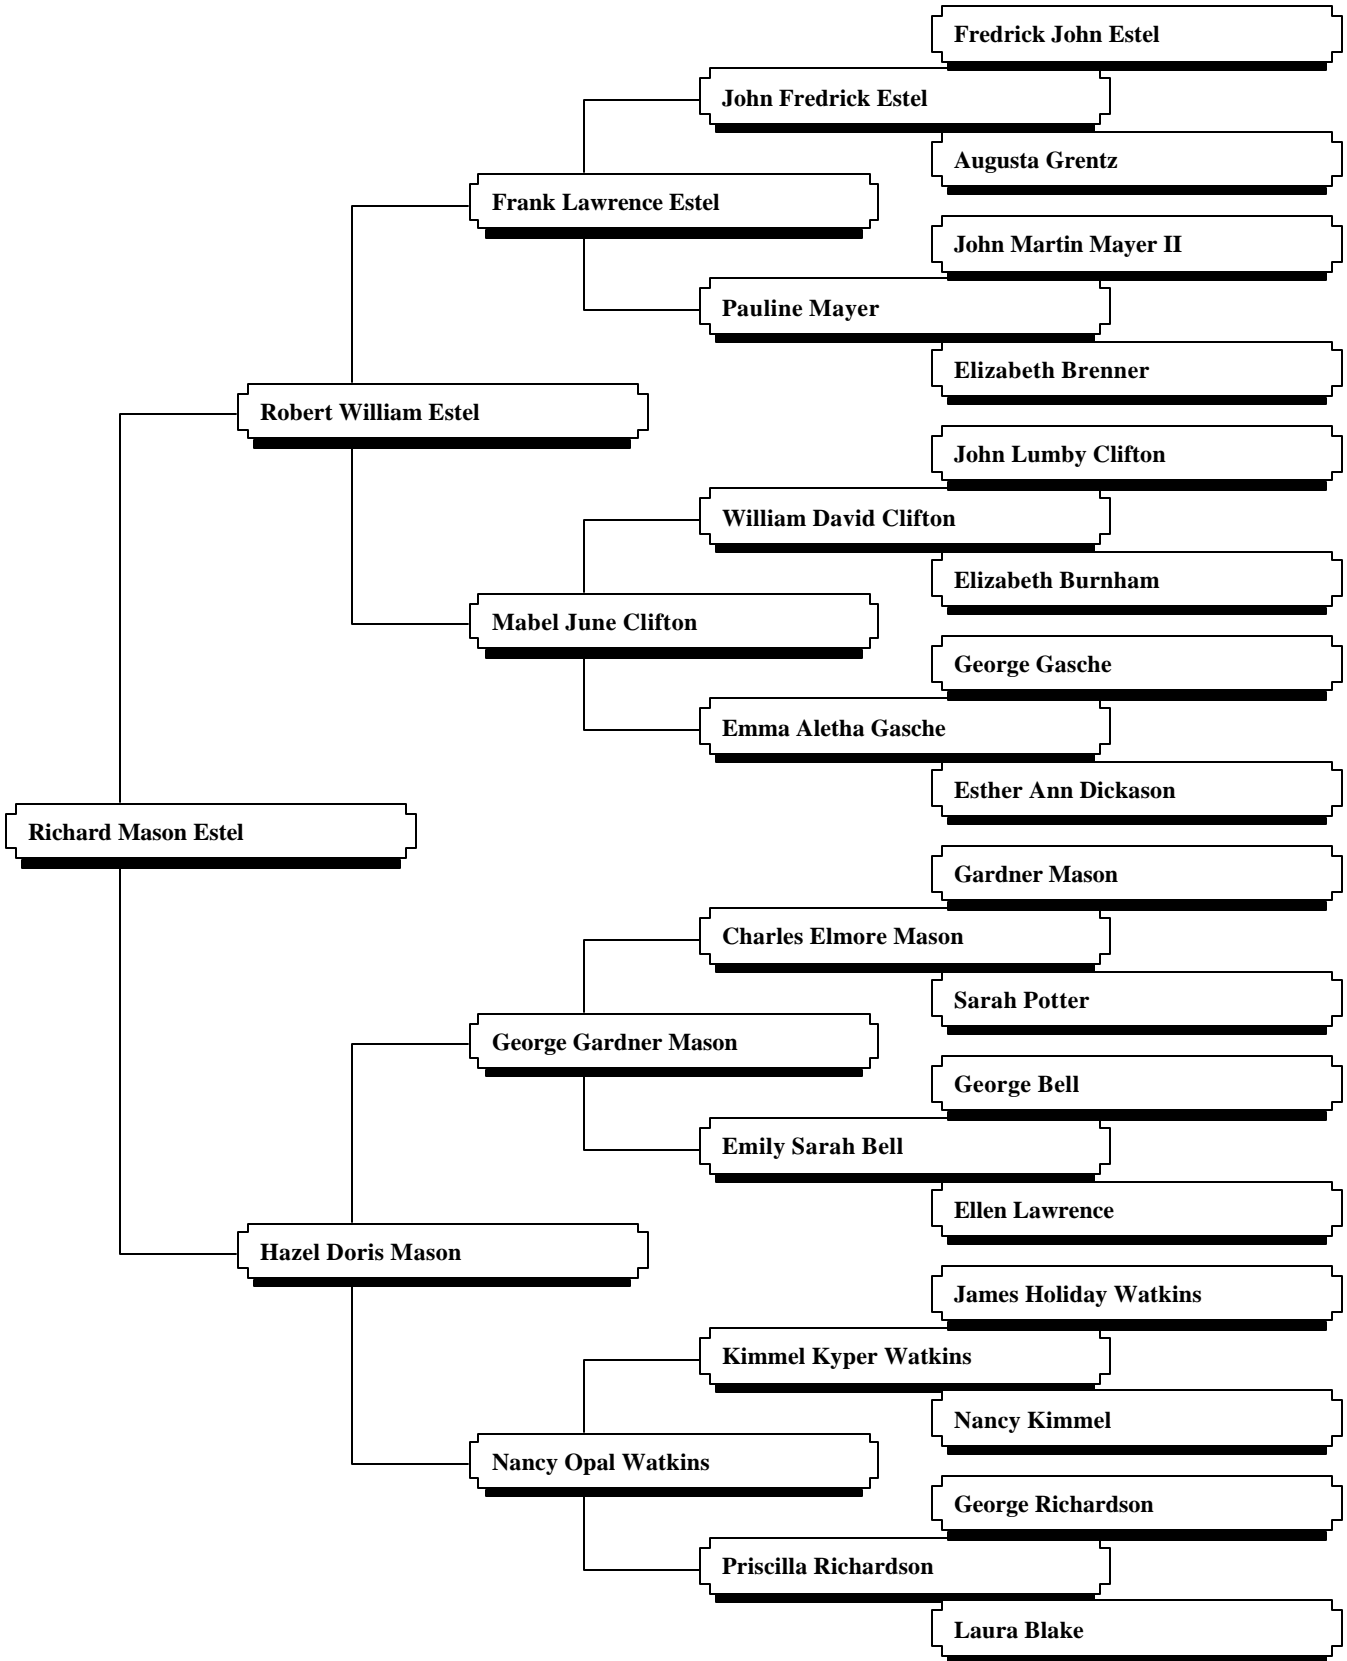 Fredrick John Estel
John Fredrick Estel
Augusta Grentz
Frank Lawrence Estel
John Martin Mayer II
Pauline Mayer
Elizabeth Brenner
Robert William Estel
John Lumby Clifton
William David Clifton
Elizabeth Burnham
Mabel June Clifton
George Gasche
Emma Aletha Gasche
Esther Ann Dickason
Richard Mason Estel
Gardner Mason
Charles Elmore Mason
Sarah Potter
George Gardner Mason
George Bell
Emily Sarah Bell
Ellen Lawrence
Hazel Doris Mason
James Holiday Watkins
Kimmel Kyper Watkins
Nancy Kimmel
Nancy Opal Watkins
George Richardson
Priscilla Richardson
Laura Blake